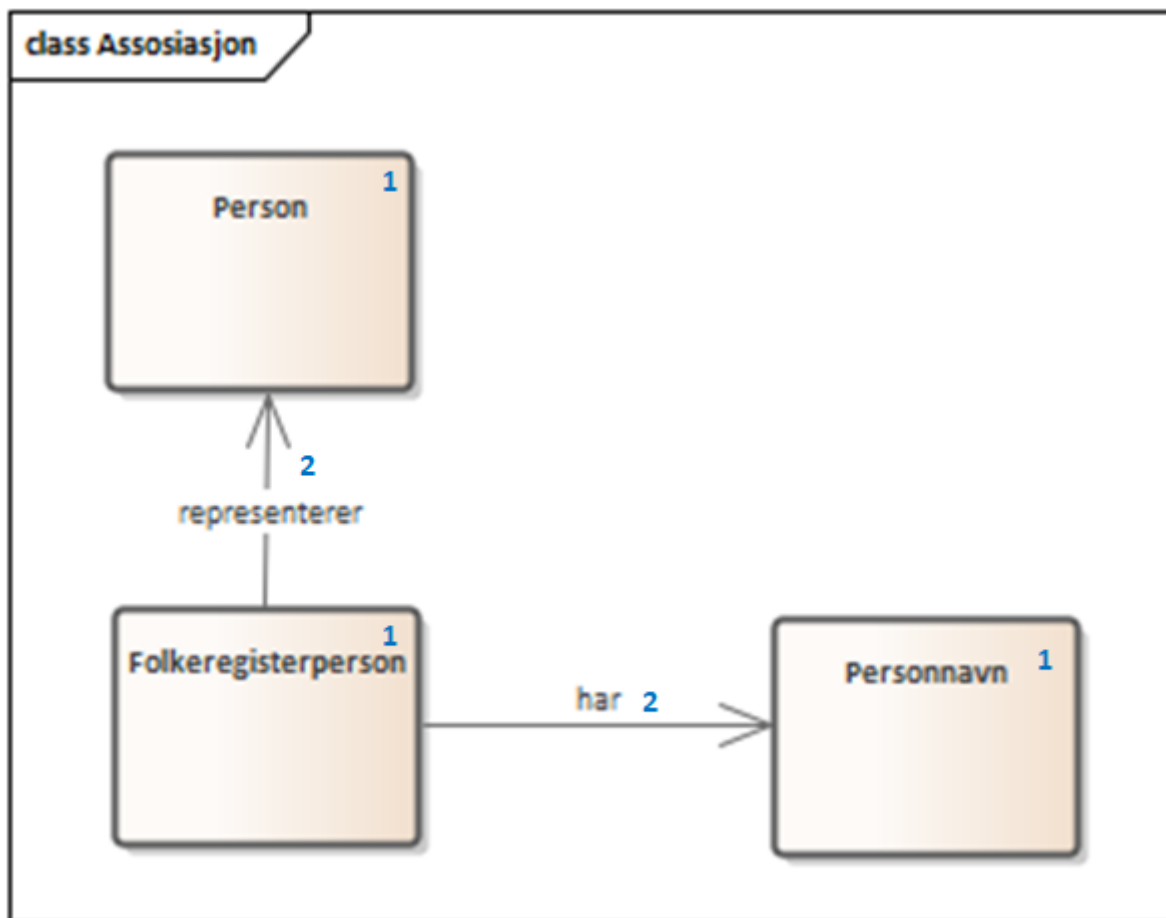 class Assosiasjon
1
Person
2
representerer
1
Folkeregisterperson
har 2
1
Personnavn